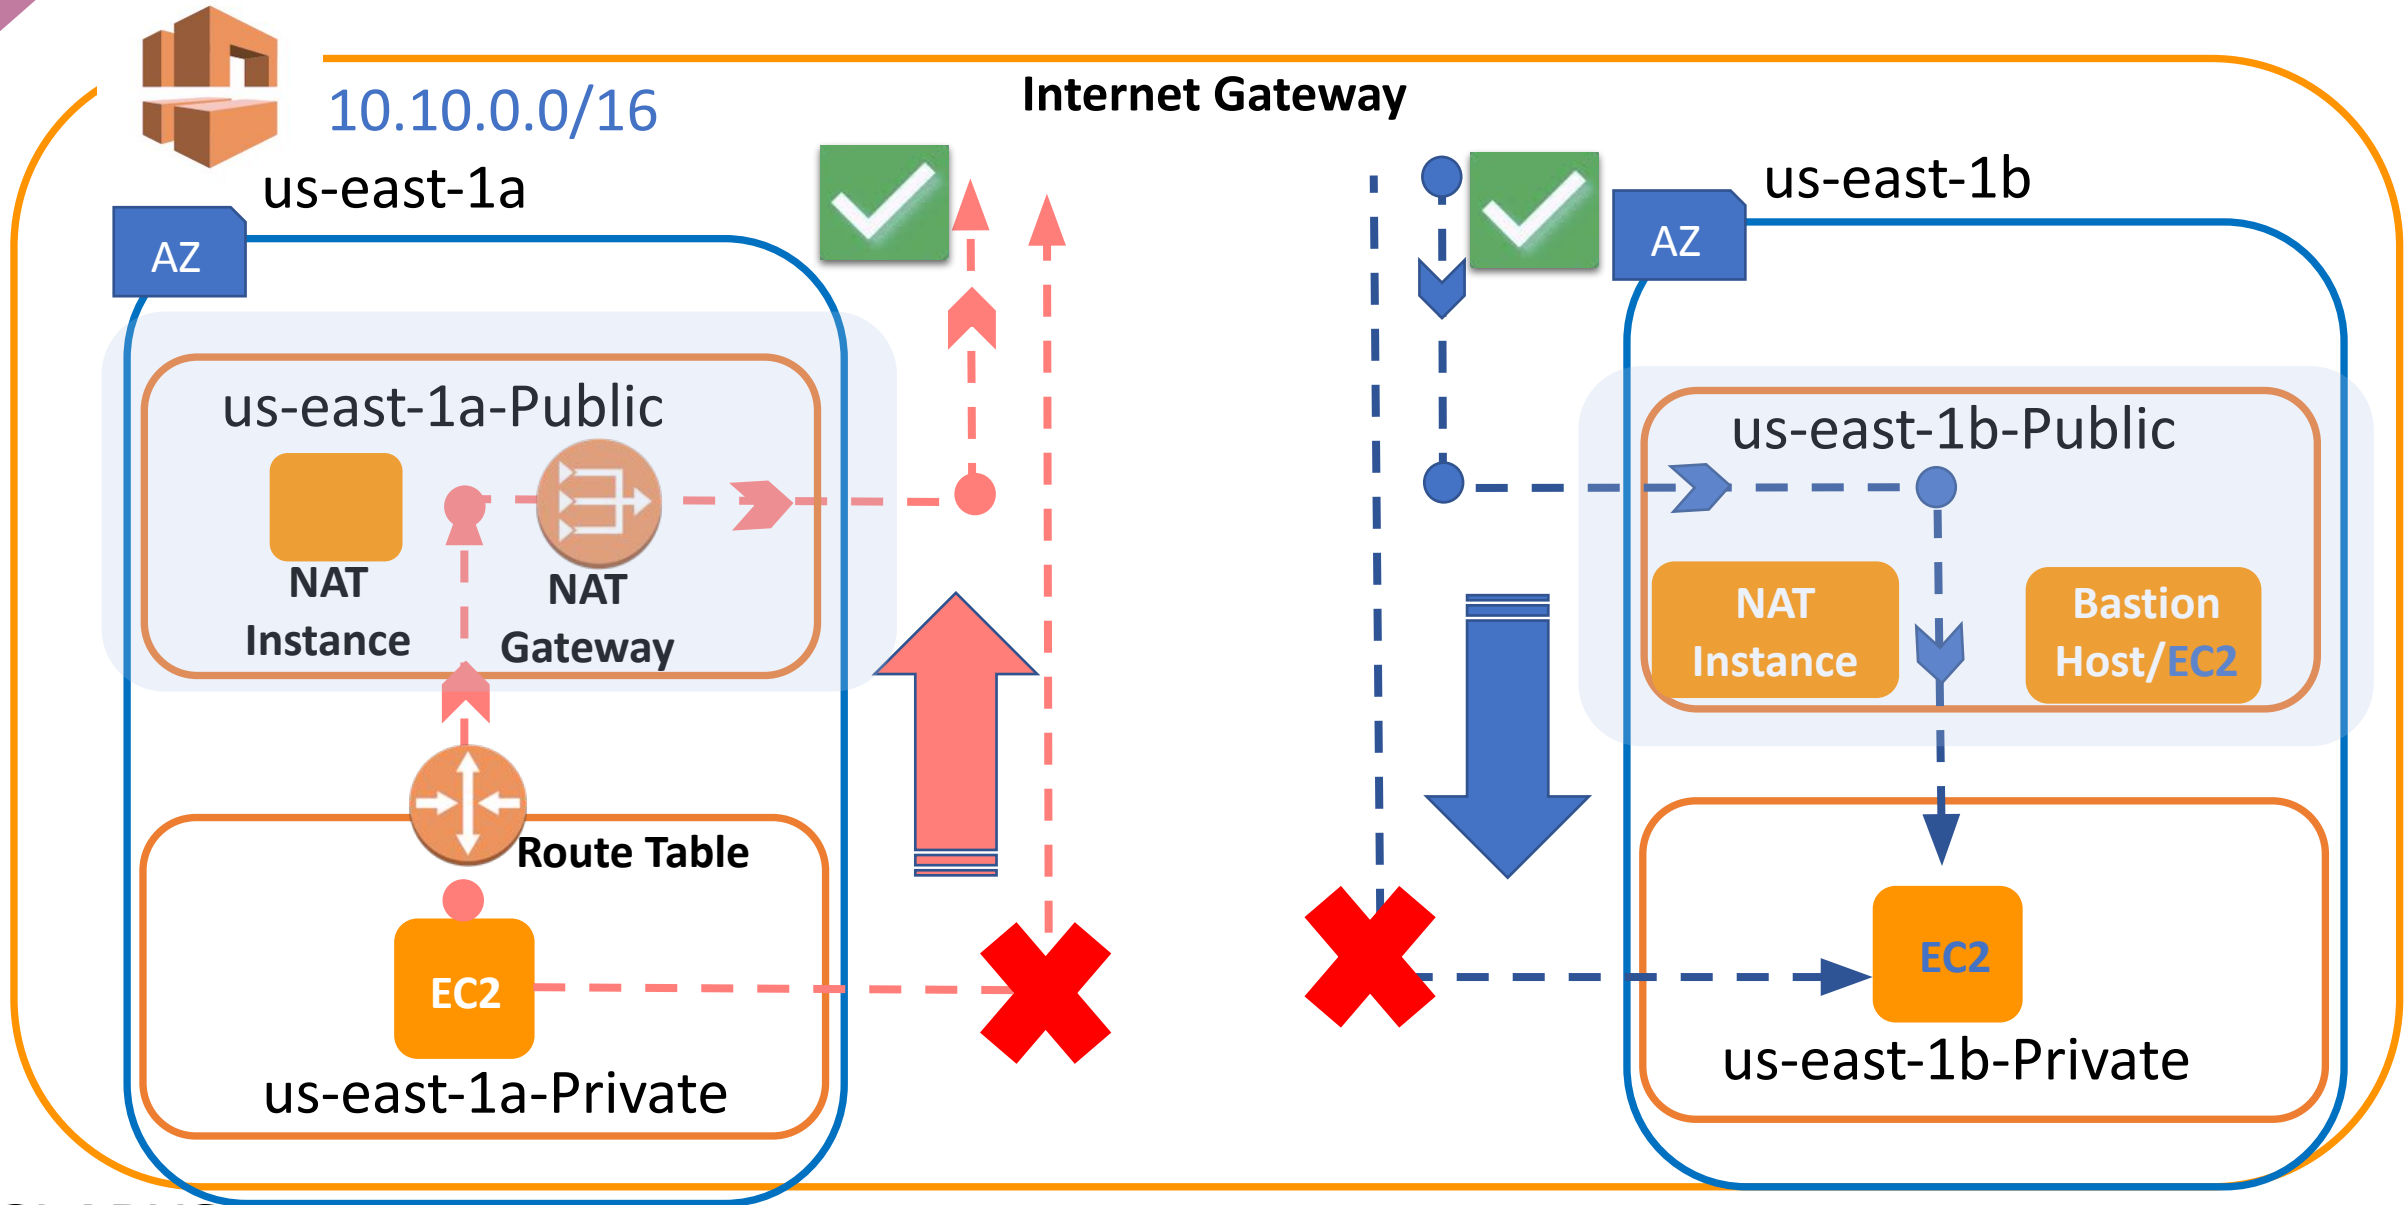 Internet Gateway
10.10.0.0/16
us-east-1a
AZ
us-east-1a-Public
NAT
Instance
NAT
Gateway
Route Table
EC2
us-east-1a-Private
us-east-1b
AZ
us-east-1b-Public
NAT
Instance
Bastion
Host/EC2
EC2
us-east-1b-Private